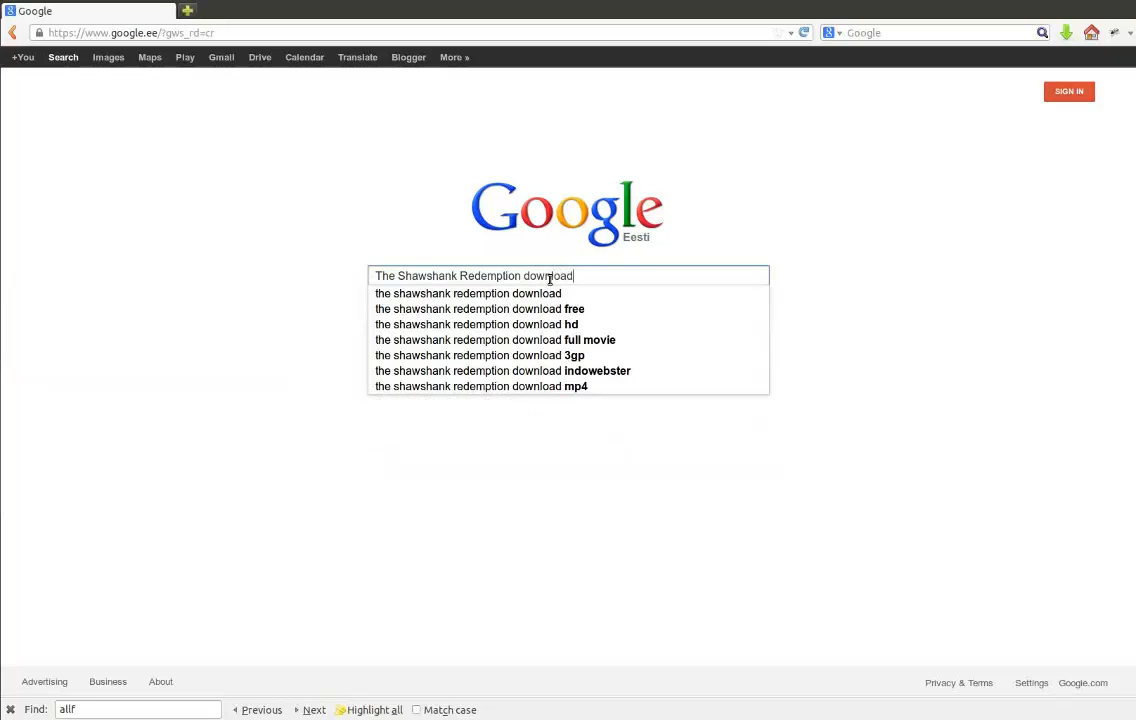 Google
https://www.google.ee/?gws_rd=cr
Google
+You Search Images Maps Play Gmail Drive Calendar Translate Blogger More »
SIGN IN
Google
Eesti
The Shawshank Redemption download
the shawshank redemption download
the shawshank redemption download free
the shawshank redemption download hd
the shawshank redemption download full movie
the shawshank redemption download 3gp
the shawshank redemption download indowebster
the shawshank redemption download mp4
Advertising Business About Privacy & Terms Settings Google.com
Find: allf Previous Next Highlight all Match case